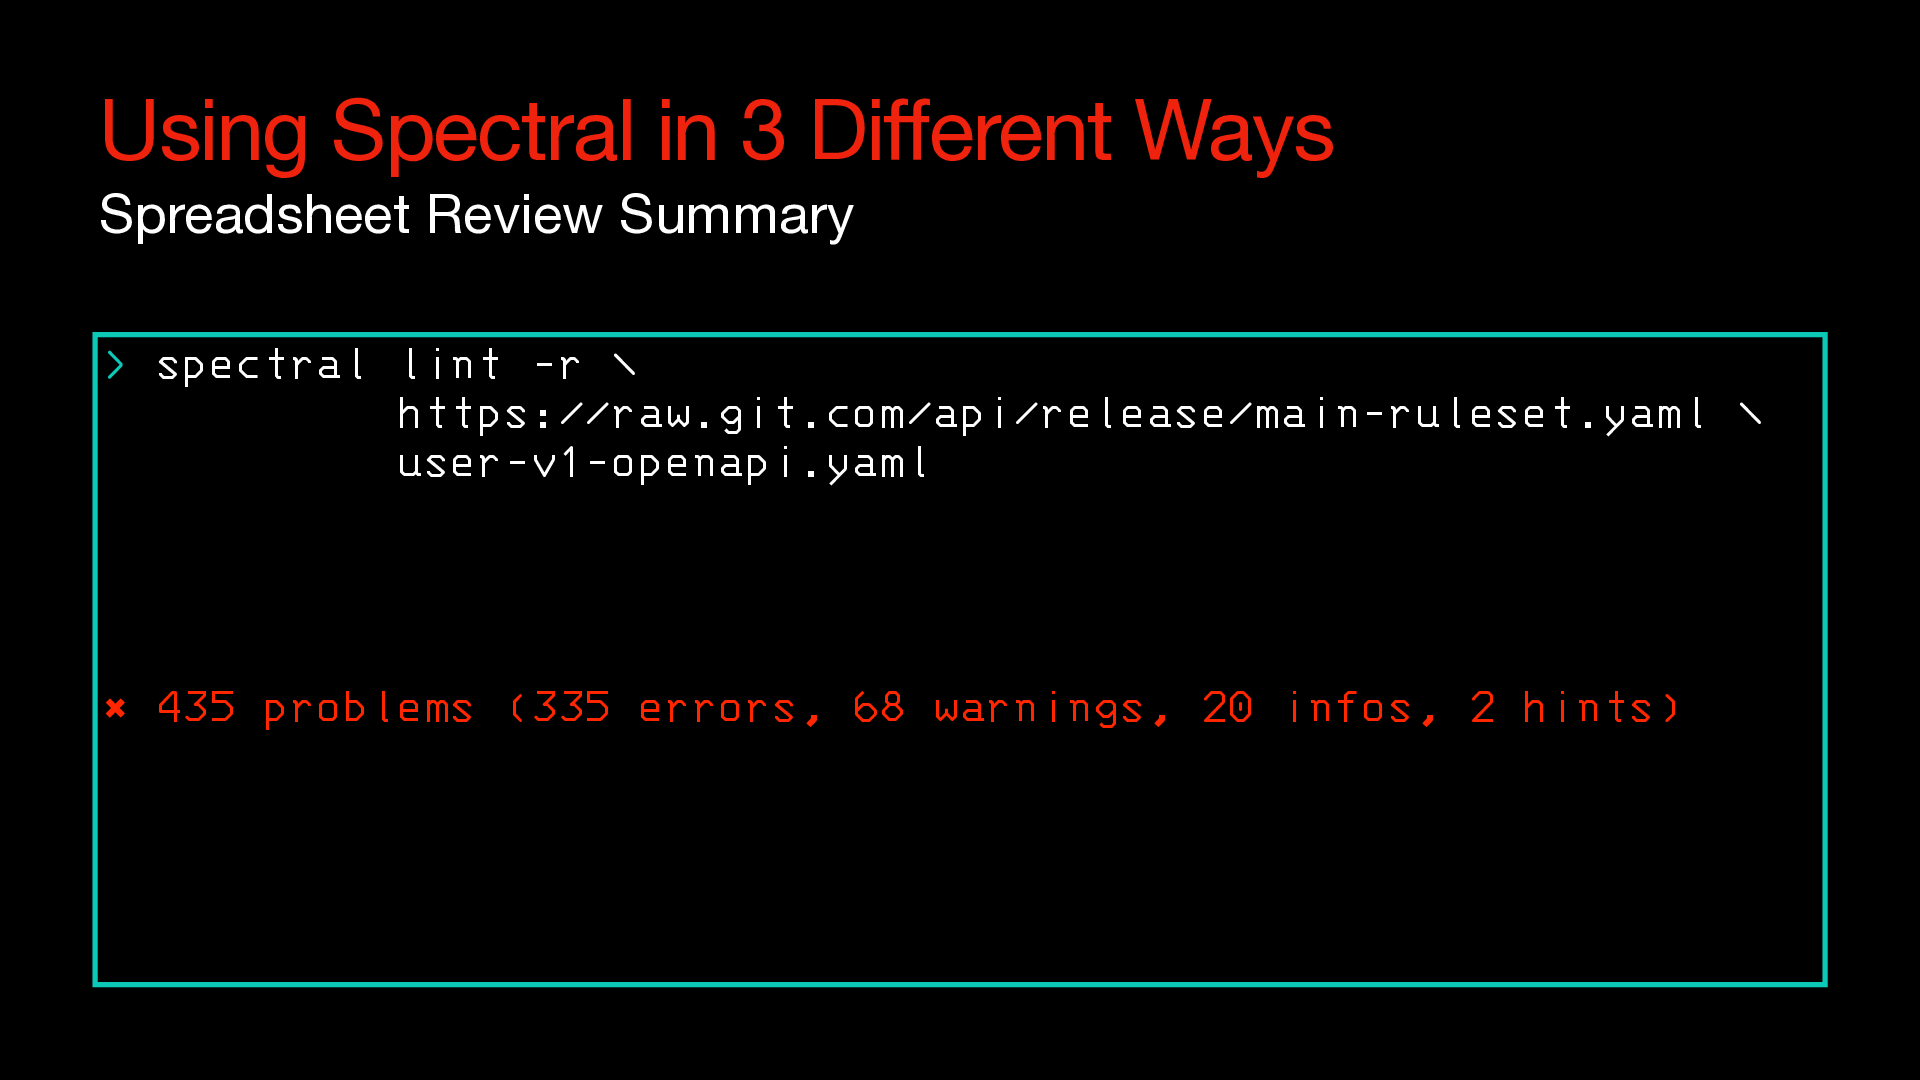 Using Spectral in 3 Different Ways
Spreadsheet Review Summary
> spectral lint -r \
https://raw.git.com/api/release/main-ruleset.yaml \
user-v1-openapi.yaml
✖ 435 problems (335 errors, 68 warnings, 20 infos, 2 hints)